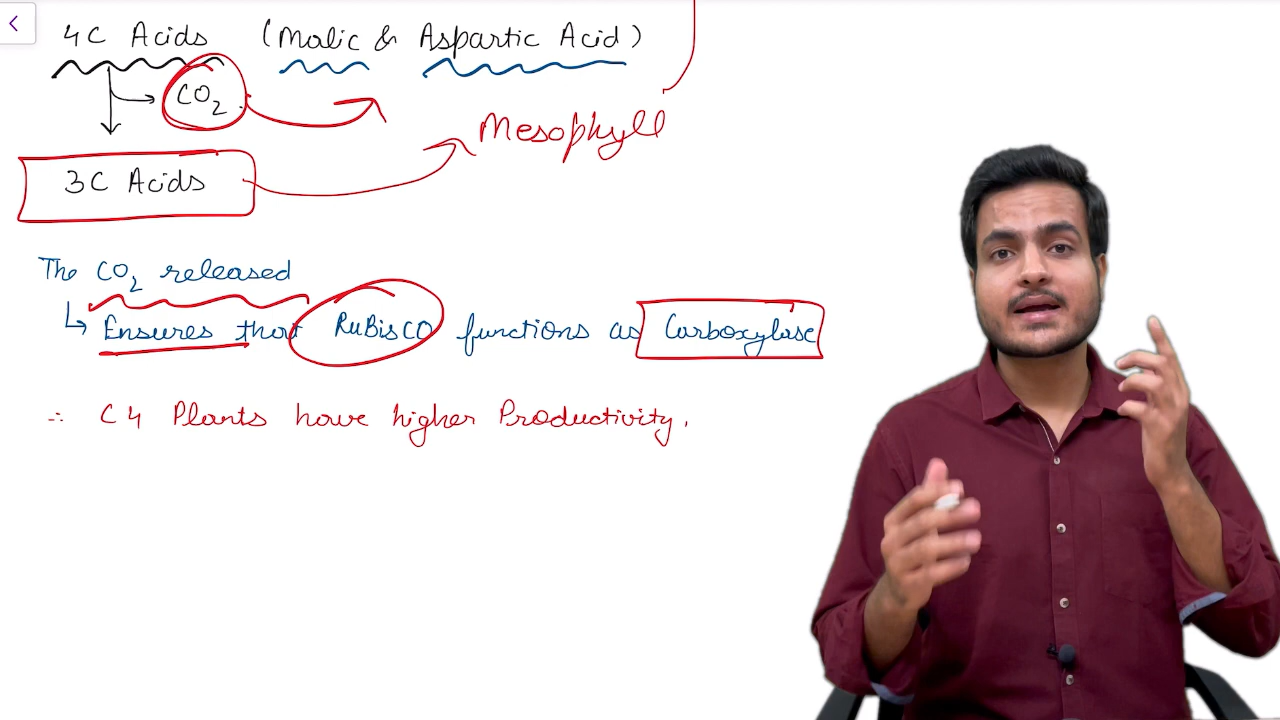 4C Acids (Malic & Aspartic Acid)
CO2
Mesophyll
3C Acids
The CO2 released
Ensures that RuBisCO functions as Carboxylase
∴ C4 Plants have higher Productivity.